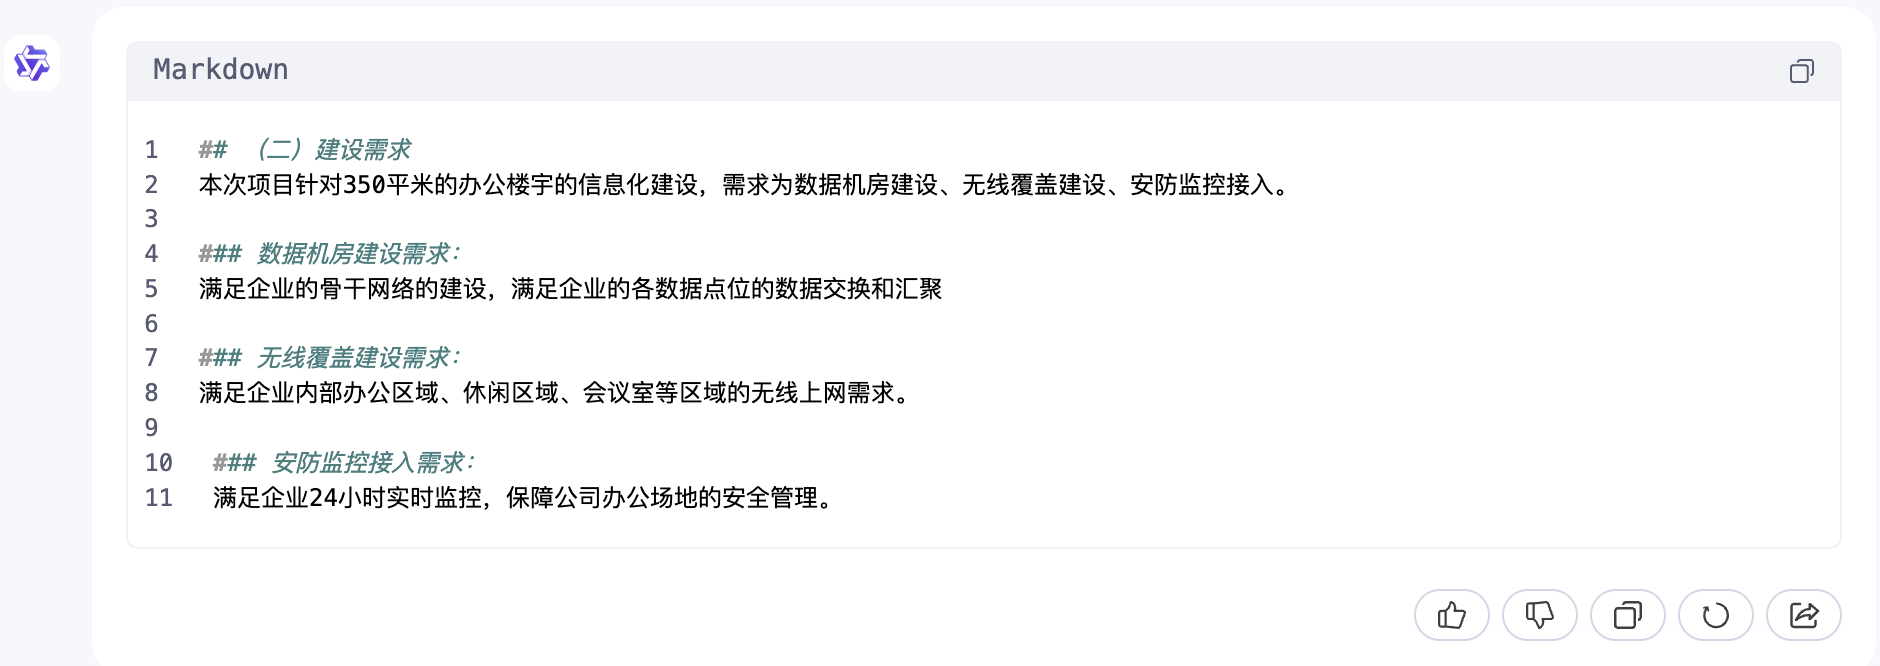 Markdown
1 ## （二）建设需求
2 本次项目针对350平米的办公楼宇的信息化建设，需求为数据机房建设、无线覆盖建设、安防监控接入。
3
4 ### 数据机房建设需求：
5 满足企业的骨干网络的建设，满足企业的各数据点位的数据交换和汇聚
6
7 ### 无线覆盖建设需求：
8 满足企业内部办公区域、休闲区域、会议室等区域的无线上网需求。
9
10 ### 安防监控接入需求：
11 满足企业24小时实时监控，保障公司办公场地的安全管理。